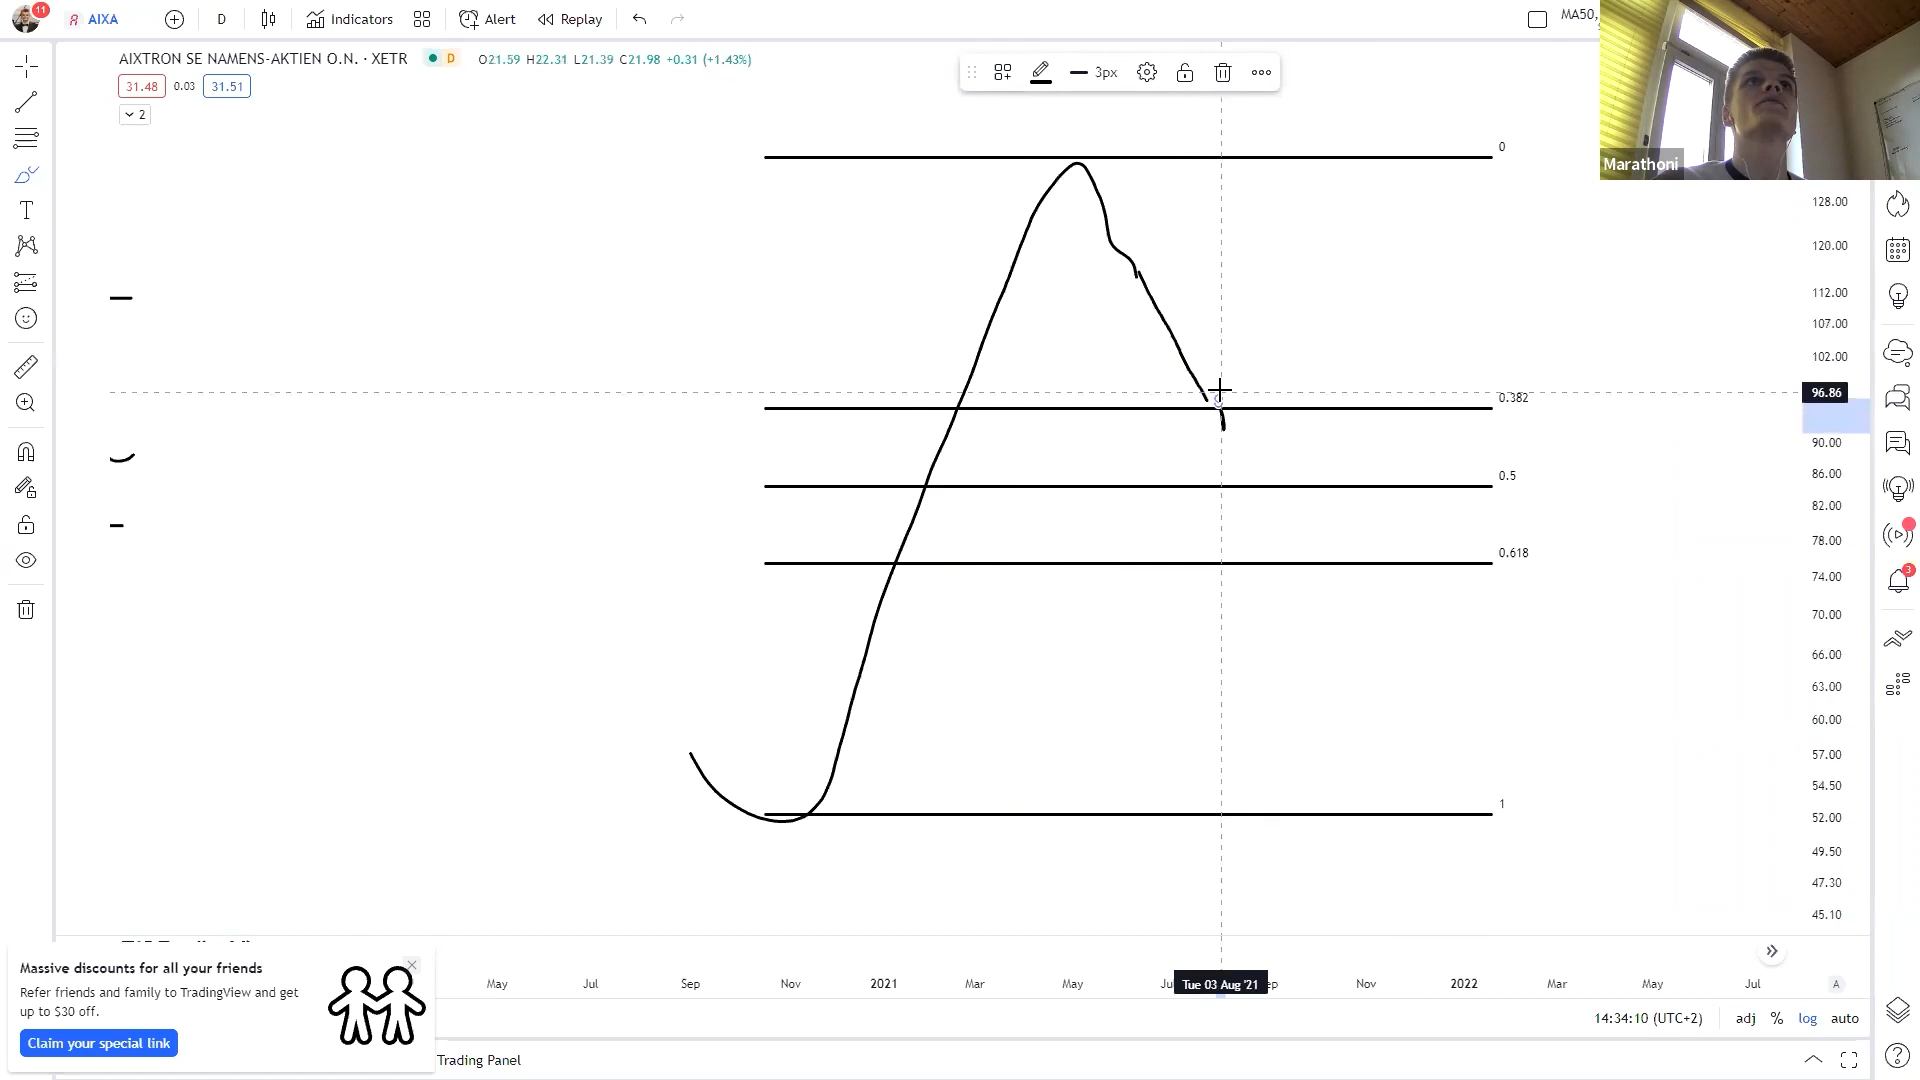 11
AIXA
D
Indicators
Alert
Replay
MA50,
AIXTRON SE NAMENS-AKTIEN O.N. · XETR
D
O21.59 H22.31 L21.39 C21.98 +0.31 (+1.43%)
31.48
0.03
31.51
2
3px
Marathoni
0
0.382
0.5
0.618
1
128.00
120.00
112.00
107.00
102.00
96.86
90.00
86.00
82.00
78.00
74.00
70.00
66.00
63.00
60.00
57.00
54.50
52.00
49.50
47.30
45.10
3
Massive discounts for all your friends
Refer friends and family to TradingView and get
up to $30 off.
Claim your special link
May
Jul
Sep
Nov
2021
Mar
May
Tue 03 Aug '21
Nov
2022
Mar
May
Jul
A
14:34:10 (UTC+2)
adj
%
log
auto
Trading Panel